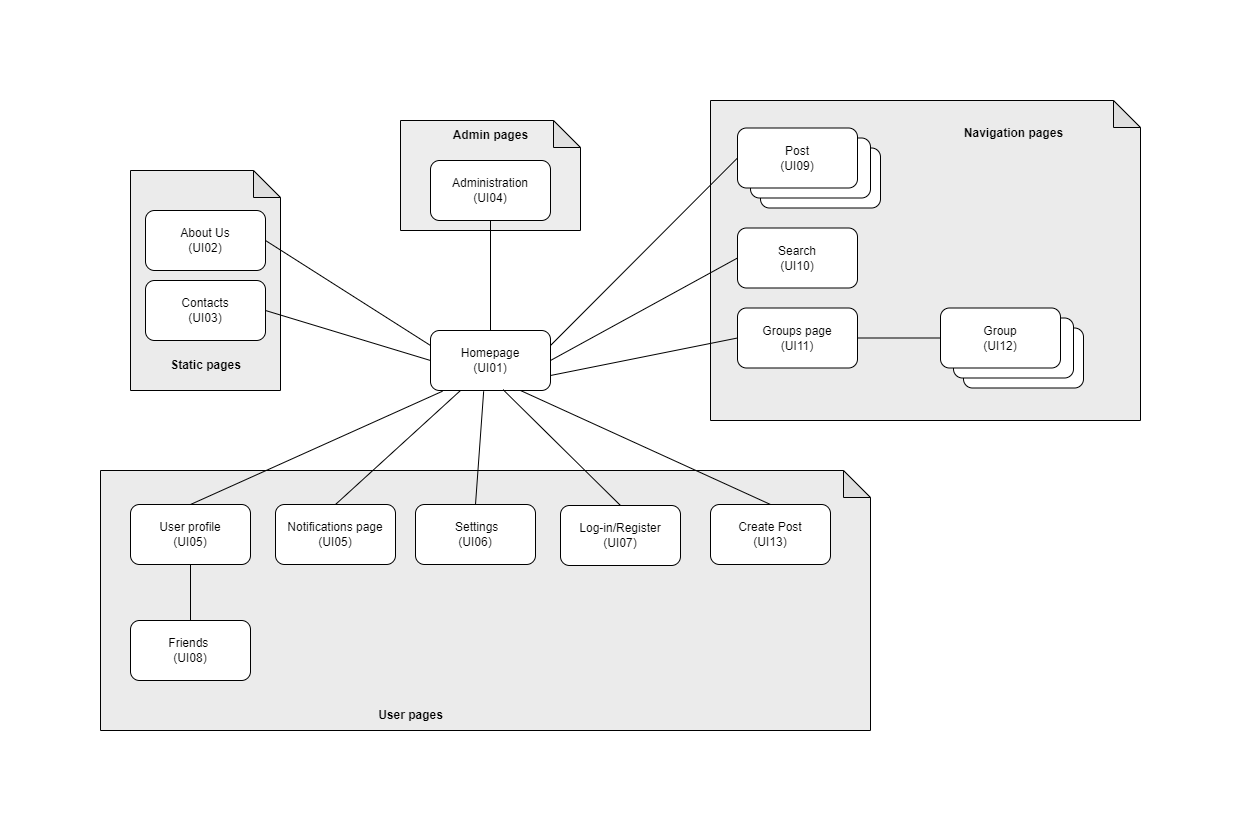 Admin pages
Administration
(UI04)
Navigation pages
Post
(UI09)
Search
(UI10)
Groups page
(UI11)
Group
(UI12)
About Us
(UI02)
Contacts
(UI03)
Static pages
Homepage
(UI01)
User profile
(UI05)
Notifications page
(UI05)
Settings
(UI06)
Log-in/Register
(UI07)
Create Post
(UI13)
Friends
(UI08)
User pages